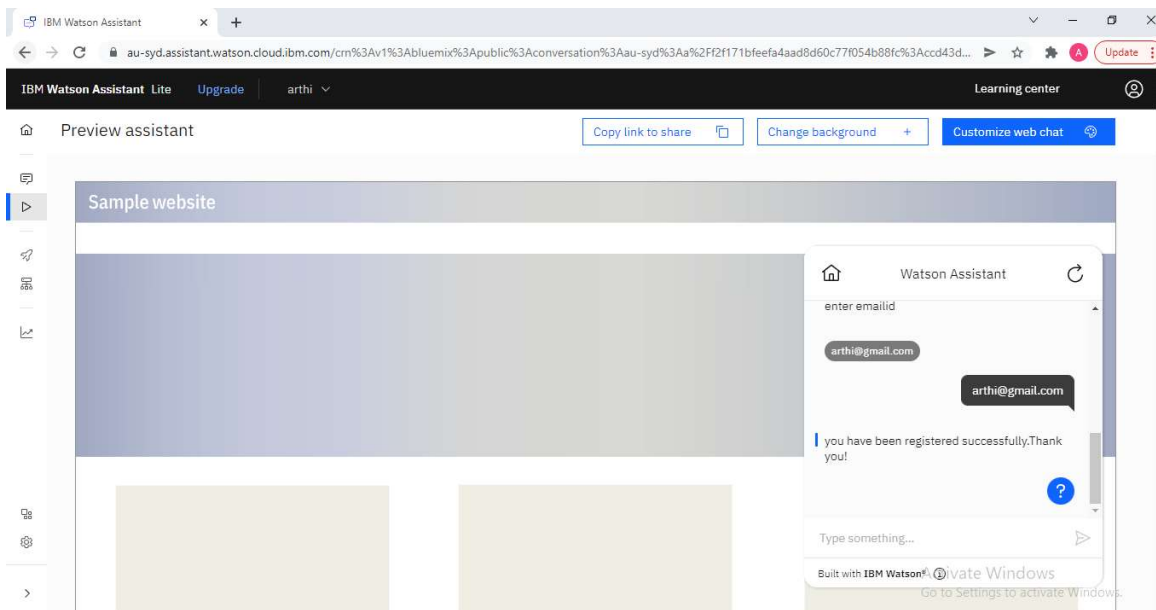 IBM Watson Assistant
au-syd.assistant.watson.cloud.ibm.com/crn%3Av1%3Abluemix%3Apublic%3Aconversation%3Aau-syd%3Aa%2Ff2f171bfeefa4aad8d60c77f054b88fc%3Accd43d...
A
Update
IBM Watson Assistant Lite Upgrade arthi Learning center
Preview assistant
Copy link to share
Change background +
Customize web chat
Sample website
Watson Assistant
enter emailid
arthi@gmail.com
arthi@gmail.com
you have been registered successfully.Thank
you!
?
Type something...
Built with IBM Watson®
Activate Windows
Go to Settings to activate Windows.